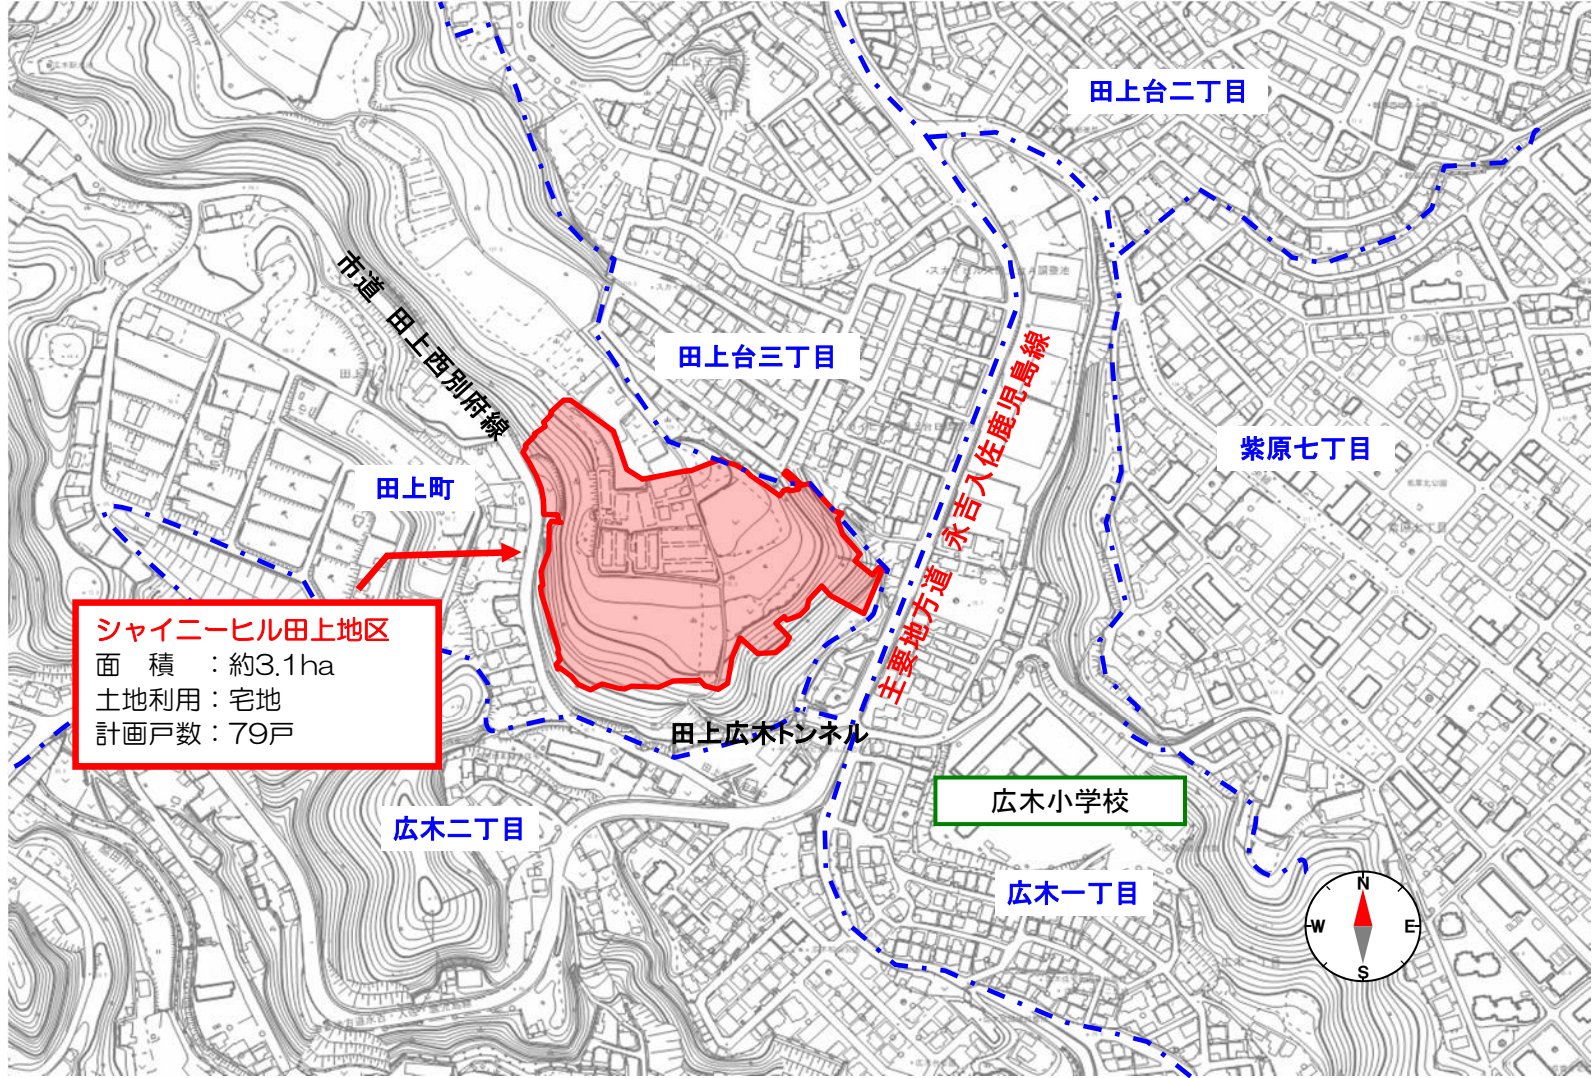 田上台二丁目
市道 田上西別府線
田上台三丁目
主要地方道 永吉入佐鹿児島線
紫原七丁目
田上町
シャイニーヒル田上地区
面 積 ：約3.1ha
土地利用：宅地
計画戸数：79戸
田上広木トンネル
広木小学校
広木二丁目
広木一丁目
N
W E
S